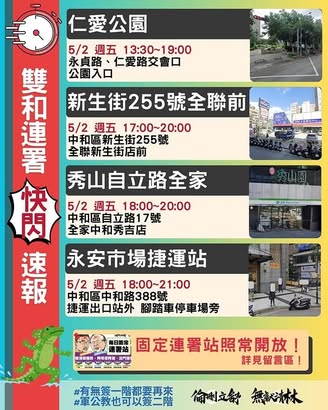 雙和連署
快閃
速報
仁愛公園
5/2 週五 13:30~19:00
永貞路、仁愛路交會口
公園入口
新生街255號全聯前
5/2 週五 17:00~20:00
中和區新生街255號
全聯新生街店前
秀山自立路全家
5/2 週五 18:00~20:00
中和區自立路17號
全家中和秀吉店
永安市場捷運站
5/2 週五 18:00~21:00
中和區中和路388號
捷運出口站外 腳踏車停車場旁
固定連署站照常開放！
詳見留言區！
#有無簽一階都要再來
#軍公教也可以簽二階